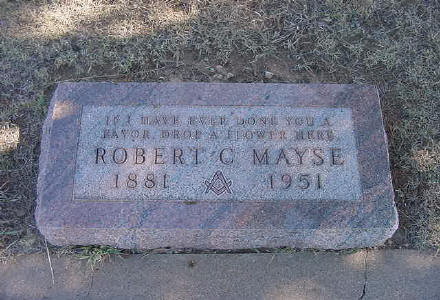 IF I HAVE EVER DONE YOU A
FAVOR, DROP A FLOWER HERE
ROBERT C. MAYSE
1881 G 1951